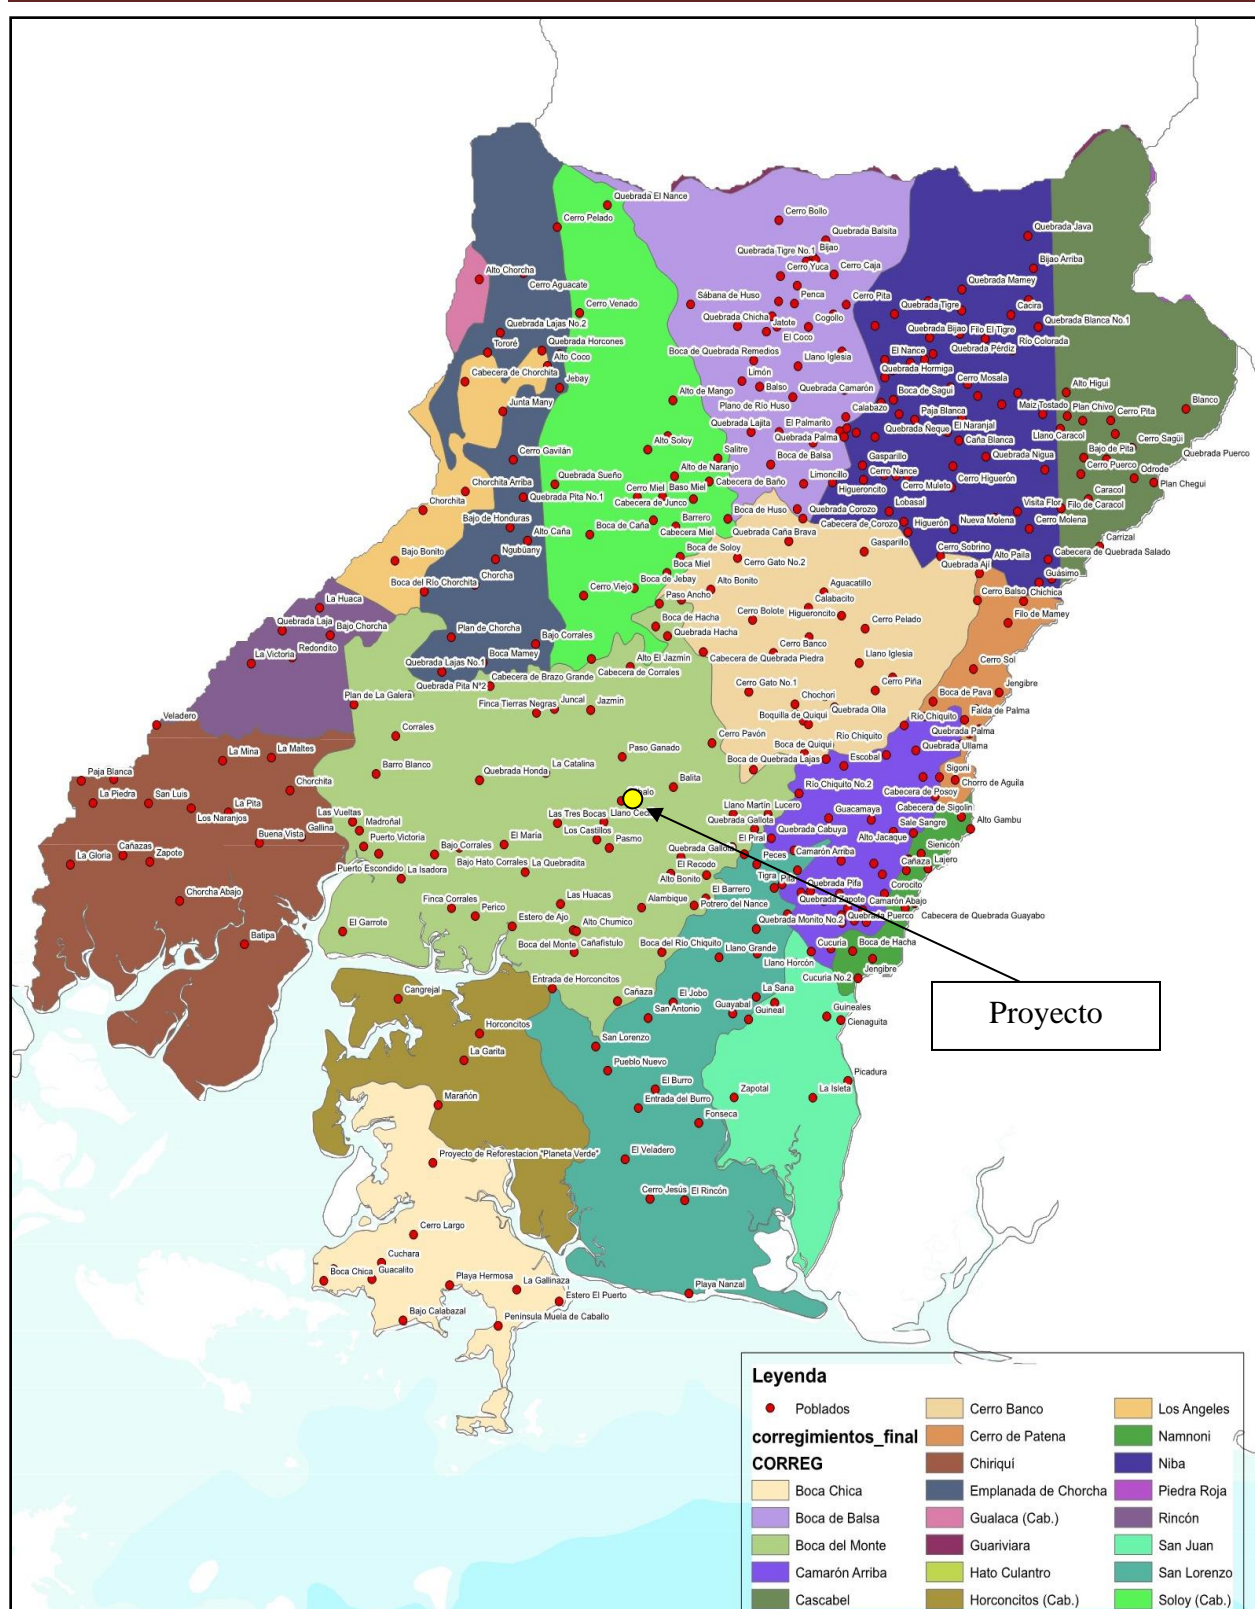 Quebrada El Nance
Cerro Pelado
Cerro Bollo
Quebrada Balsita
Quebrada Java
Quebrada Tigre No.1
Bijao
Bijao Arriba
Alto Chorcha
Cerro Aguacate
Cerro Yuca
Cerro Caja
Quebrada Mamey
Sábana de Huso
Penca
Cerro Pita
Quebrada Tigre
Cacira
Cerro Venado
Quebrada Lajas No.2
Quebrada Chicha
Jatote
Cogollo
El Coco
Quebrada Bijao
Filo El Tigre
Quebrada Blanca No.1
Quebrada Horcones
Tororé
Alto Coco
Boca de Quebrada Remedios
Llano Iglesia
El Nance
Quebrada Pérdiz
Río Colorada
Cabecera de Chorchita
Jebay
Limón
Balso
Quebrada Hormiga
Cerro Mosala
Alto Higui
Alto de Mango
Plano de Río Huso
Quebrada Camarón
Boca de Sagui
Junta Many
Calabazo
Paja Blanca
Maiz Tostado
Plan Chivo
Cerro Pita
Blanco
Quebrada Lajita
El Palmarito
Quebrada Palma
Quebrada Neque
El Naranjal
Caña Blanca
Llano Caracol
Alto Soloy
Salitre
Cerro Sagüi
Quebrada Puerco
Cerro Gavilán
Boca de Balsa
Gasparillo
Quebrada Nigua
Bajo de Pita
Chorchita Arriba
Quebrada Sueño
Alto de Naranjo
Cerro Nance
Cerro Puerco
Odrode
Cerro Miel
Baso Miel
Cabecera de Baño
Limoncillo
Higueroncito
Cerro Muleto
Cerro Higuerón
Plan Chegui
Chorchita
Quebrada Pita No.1
Cabecera de Junco
Caracol
Bajo de Honduras
Barrero
Boca de Huso
Quebrada Corozo
Lobasal
Visita Flor
Filo de Caracol
Alto Caña
Boca de Caña
Cabecera Miel
Quebrada Caña Brava
Cabecera de Corozo
Higuerón
Nueva Molena
Cerro Molena
Carrizal
Bajo Bonito
Ngubüany
Boca de Soloy
Gasparillo
Cerro Sobrino
Alto Paila
Cabecera de Quebrada Salado
Boca Miel
Cerro Gato No.2
Quebrada Ají
Boca del Río Chorchita
Chorcha
Cerro Viejo
Boca de Jebay
Alto Bonito
Aguacatillo
Guásimo
Chichica
La Huaca
Paso Ancho
Calabacito
Cerro Balso
Quebrada Laja
Bajo Chorcha
Boca de Hacha
Cerro Bolote
Higueroncito
Filo de Mamey
Redondito
Plan de Chorcha
Bajo Corrales
Quebrada Hacha
Cerro Banco
Cerro Pelado
La Victoria
Quebrada Lajas No.1
Boca Mamey
Alto El Jazmín
Cabecera de Quebrada Piedra
Llano Iglesia
Cerro Sol
Cabecera de Brazo Grande
Cabecera de Corrales
Quebrada Pita N°2
Cerro Gato No.1
Cerro Piña
Jengibre
Plan de La Galera
Finca Tierras Negras
Juncal
Jazmín
Chochori
Boca de Pava
Veladero
Boquilla de Quiqui
Quebrada Olla
Río Chiquito
Falda de Palma
Corrales
Cerro Pavón
Río Chiquito
Quebrada Palma
La Mina
La Maltes
Paso Ganado
Boca de Quiqui
Escobal
Quebrada Ullama
Paja Blanca
Barro Blanco
Quebrada Honda
La Catalina
Boca de Quebrada Lajas
Sigoni
La Piedra
San Luis
Chorchita
Balita
Río Chiquito No.2
Chorro de Aguila
Cabecera de Posoy
Los Naranjos
La Pita
Las Vueltas
Las Tres Bocas
Llano Martín
Lucero
Guacamaya
Cabecera de Sigolin
Buena Vista
Gallina
Madroñal
El María
Los Castillos
Quebrada Gallota
Quebrada Cabuya
Sale Sangre
Alto Gambu
Puerto Victoria
Bajo Corrales
Pasmo
El Piral
Alto Jacaque
Sienicón
La Gloria
Cañazas
Zapote
Bajo Hato Corrales
La Quebradita
Quebrada Gallota
Peces
Camarón Arriba
Cañaza
Lajero
Puerto Escondido
La Isadora
El Recodo
Tigra
Pita
Corocito
Chorcha Abajo
Alto Bonito
El Barrero
Quebrada Pifa
Finca Corrales
Perico
Las Huacas
Alambique
Potrero del Nance
Quebrada Zapote
Camarón Abajo
El Garrote
Estero de Ajo
Alto Chumico
Quebrada Monito No.2
Quebrada Puerco
Cabecera de Quebrada Guayabo
Batipa
Boca del Monte
Cañafístulo
Boca del Río Chiquito
Llano Grande
Cucuria
Boca de Hacha
Llano Horcón
Jengibre
Entrada de Horconcitos
Cucuria No.2
Cangrejal
Cañaza
El Jobo
La Sana
San Antonio
Guayabal
Guineal
Guineales
Cienaguita
Proyecto
Horconcitos
San Lorenzo
La Garita
Pueblo Nuevo
Picadura
Marañón
El Burro
Zapotal
La Isleta
Entrada del Burro
Fonseca
Proyecto de Reforestacion "Planeta Verde"
El Veladero
Cerro Jesús
El Rincón
Cerro Largo
Cuchara
Boca Chica
Guacalito
Playa Hermosa
La Gallinaza
Estero El Puerto
Playa Nanzal
Bajo Calabazal
Península Muela de Caballo
Leyenda
Poblados
corregimientos_final
CORREG
Boca Chica
Boca de Balsa
Boca del Monte
Camarón Arriba
Cascabel
Cerro Banco
Cerro de Patena
Chiriquí
Emplanada de Chorcha
Gualaca (Cab.)
Guariviara
Hato Culantro
Horconcitos (Cab.)
Los Angeles
Namnoni
Niba
Piedra Roja
Rincón
San Juan
San Lorenzo
Soloy (Cab.)